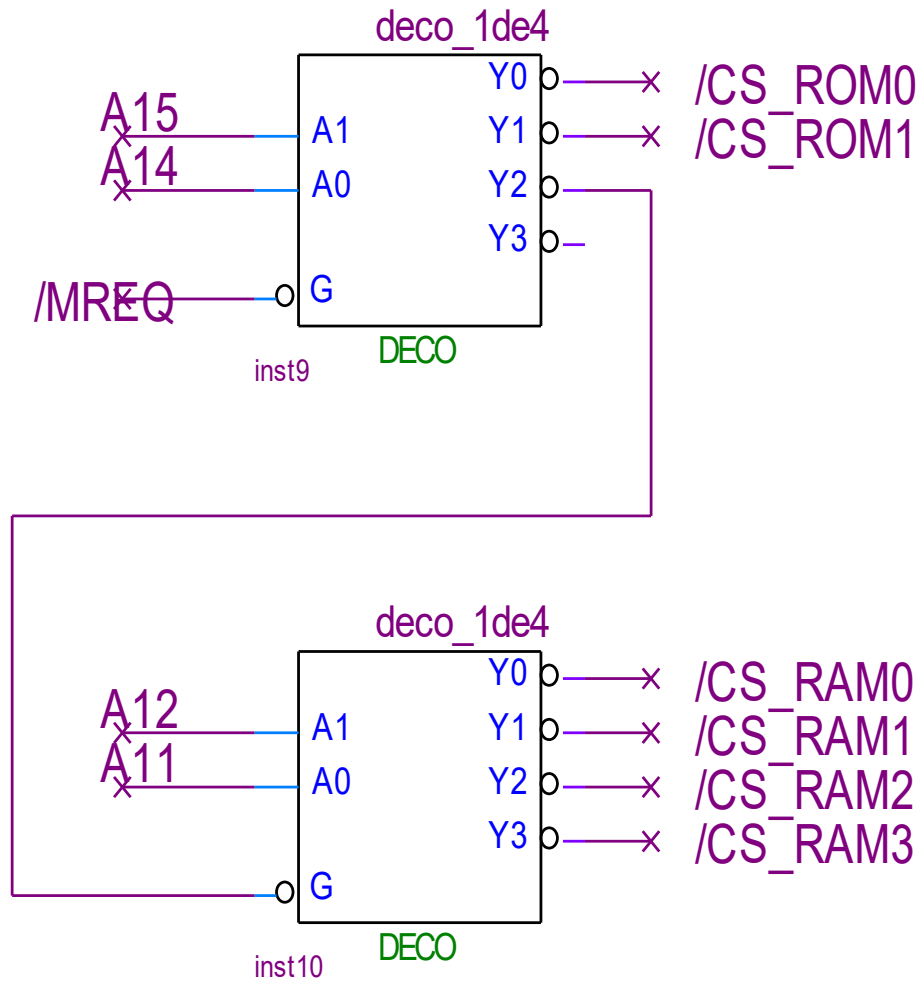 deco_1de4
Y0 /CS_ROM0
A15 A1 Y1 /CS_ROM1
A14 A0 Y2
Y3
/MREQ G
DECO
inst9
deco_1de4
Y0 /CS_RAM0
A12 A1 Y1 /CS_RAM1
A11 A0 Y2 /CS_RAM2
Y3 /CS_RAM3
G
DECO
inst10